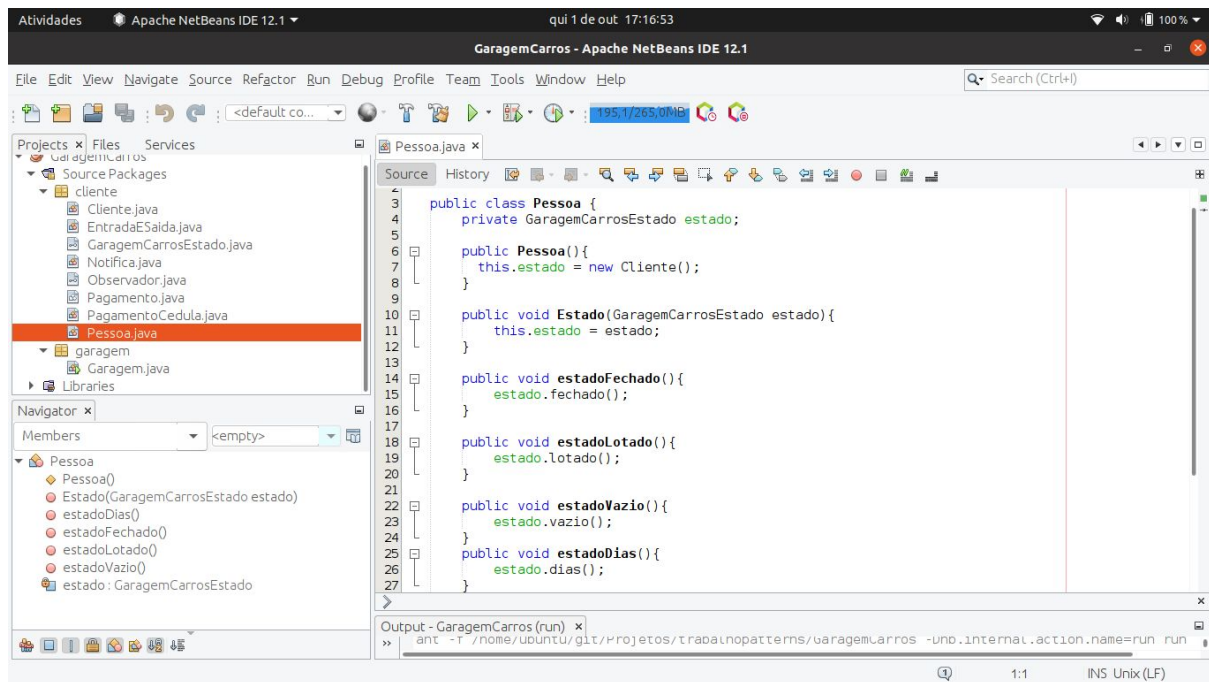 Atividades Apache NetBeans IDE 12.1 qui 1 de out 17:16:53 100 %
GaragemCarros - Apache NetBeans IDE 12.1
File Edit View Navigate Source Refactor Run Debug Profile Team Tools Window Help Search (Ctrl+I)
<default co... 195,1/265,0MB
Projects Files Services
GaragemCarros
Source Packages
cliente
Cliente.java
EntradaESaida.java
GaragemCarrosEstado.java
Notifica.java
Observador.java
Pagamento.java
PagamentoCedula.java
Pessoa.java
garagem
Garagem.java
Libraries
Navigator
Members <empty>
Pessoa
Pessoa()
Estado(GaragemCarrosEstado estado)
estadoDias()
estadoFechado()
estadoLotado()
estadoVazio()
estado : GaragemCarrosEstado
Pessoa.java
Source History
2
3 public class Pessoa {
4 private GaragemCarrosEstado estado;
5
6 public Pessoa(){
7 this.estado = new Cliente();
8 }
9
10 public void Estado(GaragemCarrosEstado estado){
11 this.estado = estado;
12 }
13
14 public void estadoFechado(){
15 estado.fechado();
16 }
17
18 public void estadoLotado(){
19 estado.lotado();
20 }
21
22 public void estadoVazio(){
23 estado.vazio();
24 }
25 public void estadoDias(){
26 estado.dias();
27 }
Output - GaragemCarros (run)
ant -f /home/ubuntu/git/Projetos/trabalhopatterns/GaragemCarros -Dnb.internal.action.name=run run
1 1:1 INS Unix (LF)